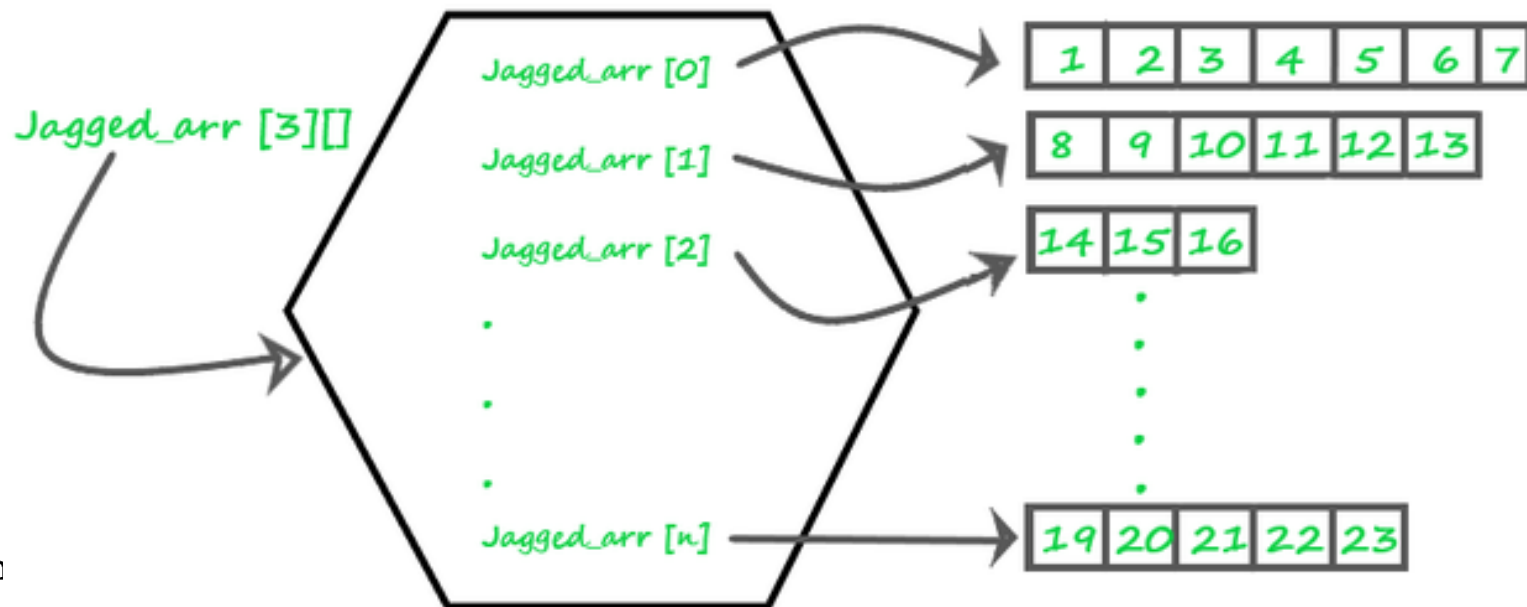 Jagged_arr [3][]
Jagged_arr [0]
1 2 3 4 5 6 7
Jagged_arr [1]
8 9 10 11 12 13
Jagged_arr [2]
14 15 16
Jagged_arr [n]
19 20 21 22 23